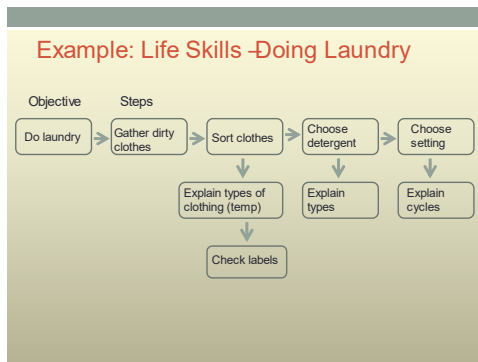 Example: Life Skills –Doing Laundry
Objective
Steps
Do laundry
Gather dirty
clothes
Sort clothes
Choose
detergent
Choose
setting
Explain types of
clothing (temp)
Explain
types
Explain
cycles
Check labels